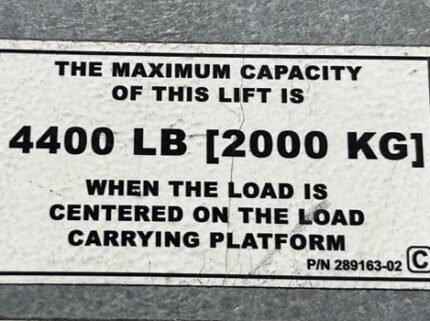 THE MAXIMUM CAPACITY
OF THIS LIFT IS
4400 LB [2000 KG]
WHEN THE LOAD IS
CENTERED ON THE LOAD
CARRYING PLATFORM
P/N 289163-02 C